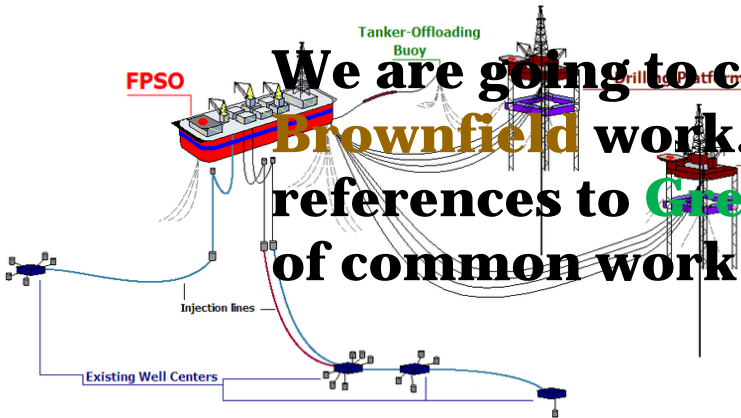 Tanker-Offloading
Buoy
FPSO
We are going to c
Drilling Platform
Brownfield work.
references to Gre
of common work
Injection lines
Existing Well Centers